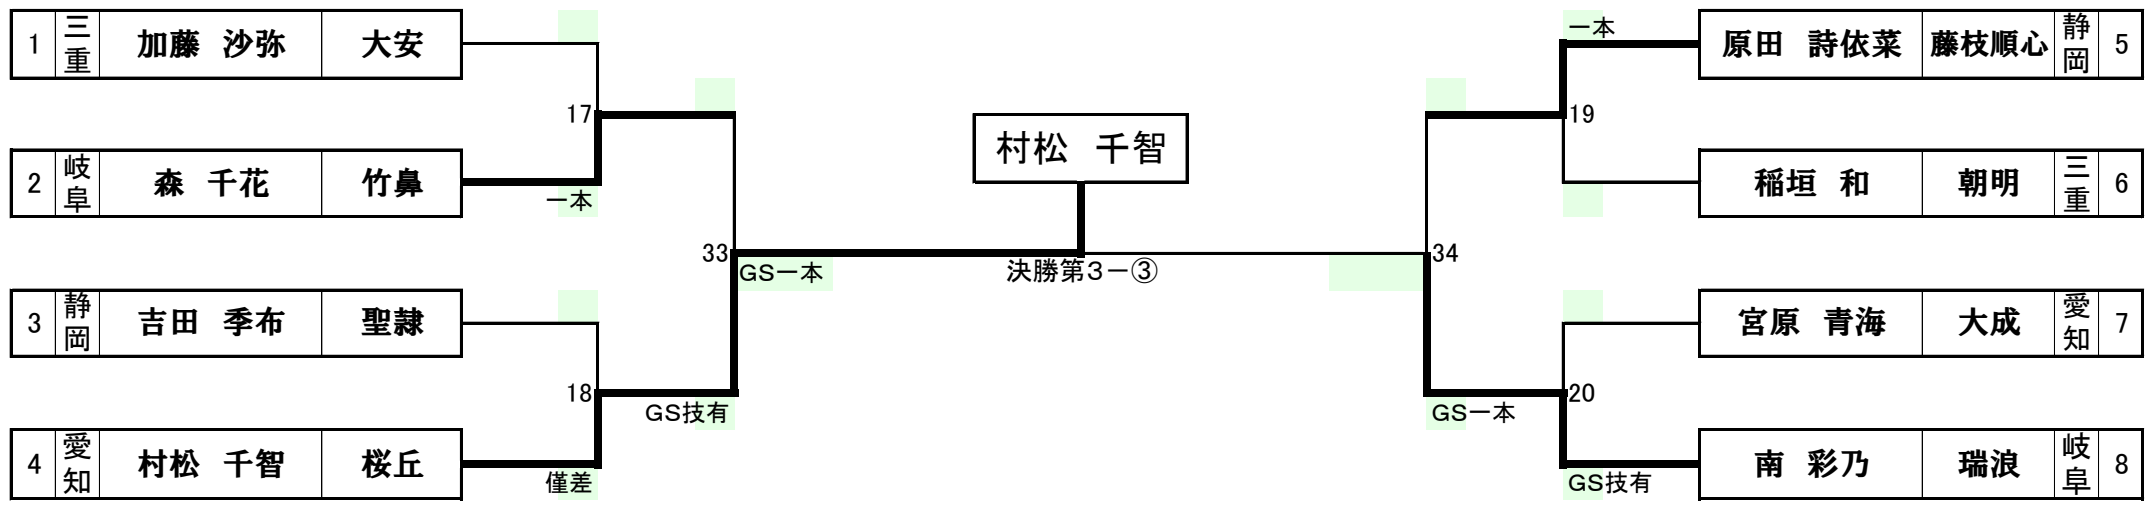 1 三重 加藤 沙弥 大安
2 岐阜 森 千花 竹鼻
3 静岡 吉田 季布 聖隷
4 愛知 村松 千智 桜丘
17
一本
18
僅差
33
GS技有
GS一本
村松 千智
決勝第３－③
34
GS一本
一本
19
20
GS技有
原田 詩依菜 藤枝順心 静岡 5
稲垣 和 朝明 三重 6
宮原 青海 大成 愛知 7
南 彩乃 瑞浪 岐阜 8